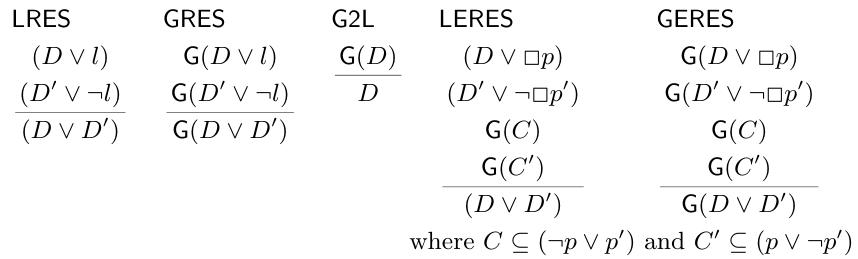 LRES GRES G2L LERES GERES
(D ∨ l) G(D ∨ l) G(D) (D ∨ □p) G(D ∨ □p)
(D′ ∨ ¬l) G(D′ ∨ ¬l) D (D′ ∨ ¬□p′) G(D′ ∨ ¬□p′)
(D ∨ D′) G(D ∨ D′) G(C) G(C)
G(C′) G(C′)
(D ∨ D′) G(D ∨ D′)
where C ⊆ (¬p ∨ p′) and C′ ⊆ (p ∨ ¬p′)